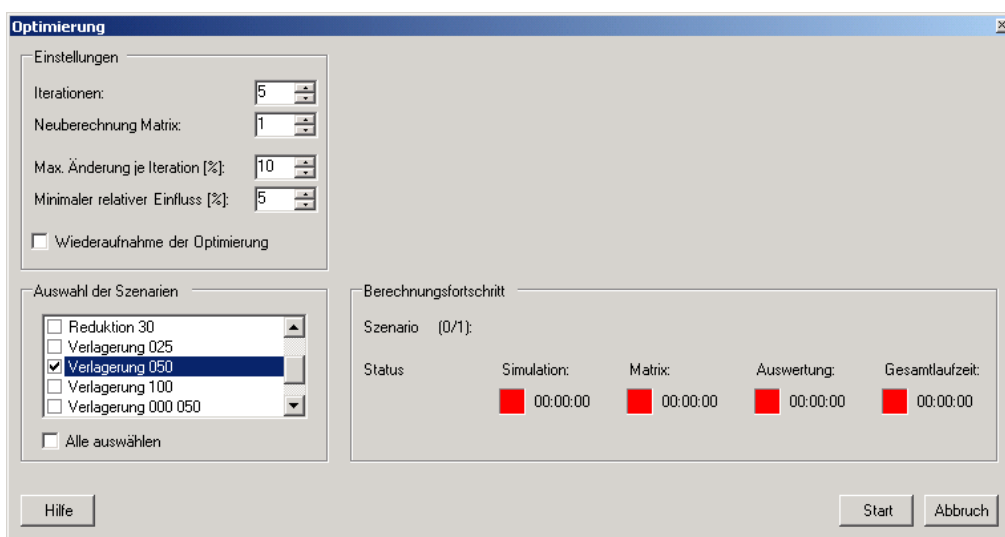 Optimierung
Einstellungen
Iterationen: 5
Neuberechnung Matrix: 1
Max. Änderung je Iteration [%]: 10
Minimaler relativer Einfluss [%]: 5
Wiederaufnahme der Optimierung
Auswahl der Szenarien
Reduktion 30
Verlagerung 025
Verlagerung 050
Verlagerung 100
Verlagerung 000 050
Alle auswählen
Berechnungsfortschritt
Szenario (0/1):
Status Simulation: Matrix: Auswertung: Gesamtlaufzeit:
00:00:00 00:00:00 00:00:00 00:00:00
Hilfe Start Abbruch